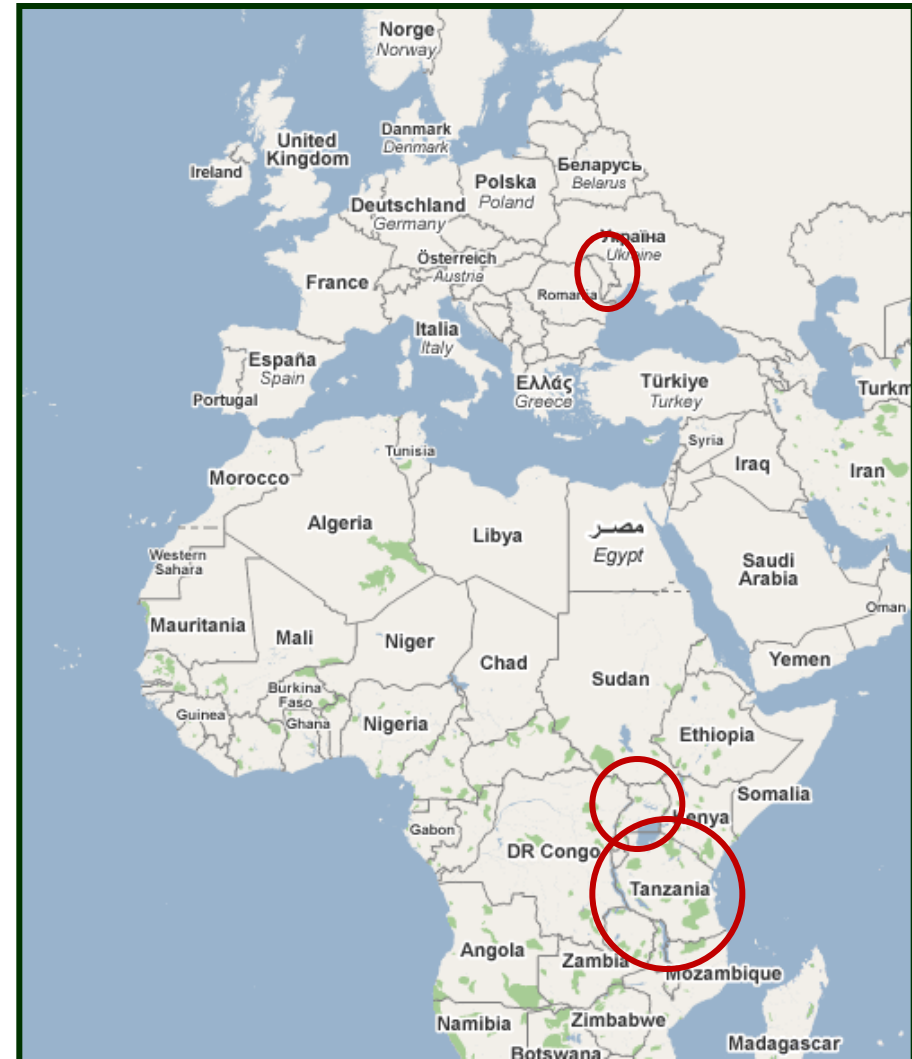 Norge
Norway
Danmark
Denmark
United
Kingdom
Ireland
Беларусь
Belarus
Polska
Poland
Deutschland
Germany
Україна
Ukraine
Österreich
Austria
France
Romania
Italia
Italy
España
Spain
Portugal
Ελλάς
Greece
Türkiye
Turkey
Turkm
Syria
Tunisia
Iraq
Iran
Morocco
Algeria
Libya
مصر
Egypt
Western
Sahara
Saudi
Arabia
Oman
Mauritania
Mali
Niger
Chad
Yemen
Sudan
Burkina
Faso
Guinea
Ghana
Nigeria
Ethiopia
Somalia
Kenya
Gabon
DR Congo
Tanzania
Angola
Zambia
Mozambique
Namibia
Zimbabwe
Botswana
Madagascar